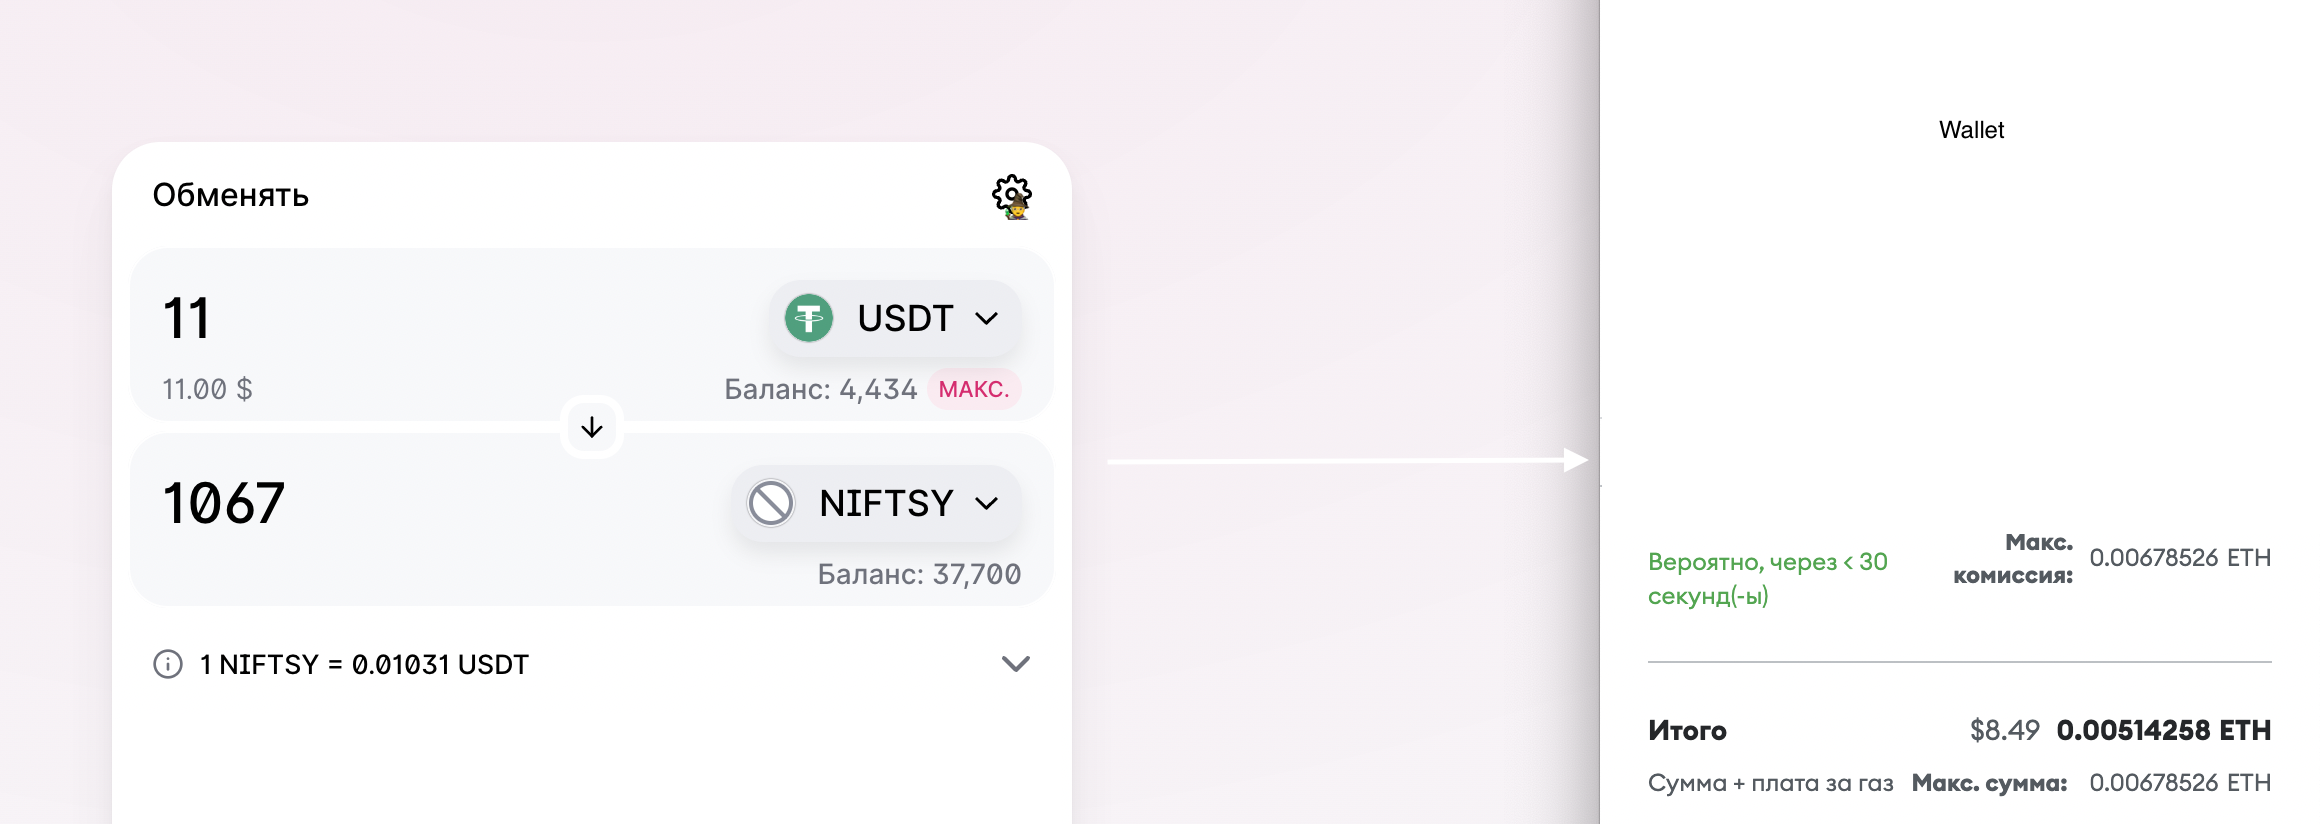 Обменять
11
USDT
11.00 $
Баланс: 4,434 МАКС.
1067
NIFTSY
Баланс: 37,700
1 NIFTSY = 0.01031 USDT
Wallet
Вероятно, через < 30
секунд(-ы)
Макс.
комиссия:
0.00678526 ETH
Итого
$8.49 0.00514258 ETH
Сумма + плата за газ
Макс. сумма: 0.00678526 ETH